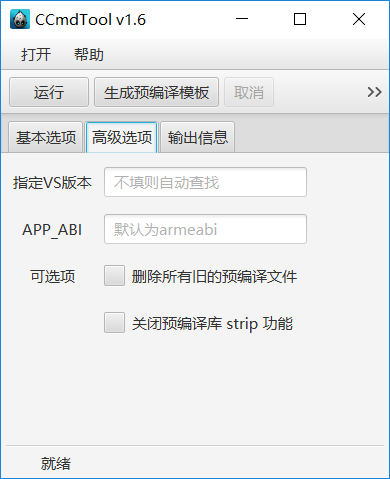 CCmdTool v1.6
打开 帮助
运行 生成预编译模板 取消
基本选项 高级选项 输出信息
指定VS版本 不填则自动查找
APP_ABI 默认为armeabi
可选项 删除所有旧的预编译文件
关闭预编译库 strip 功能
就绪